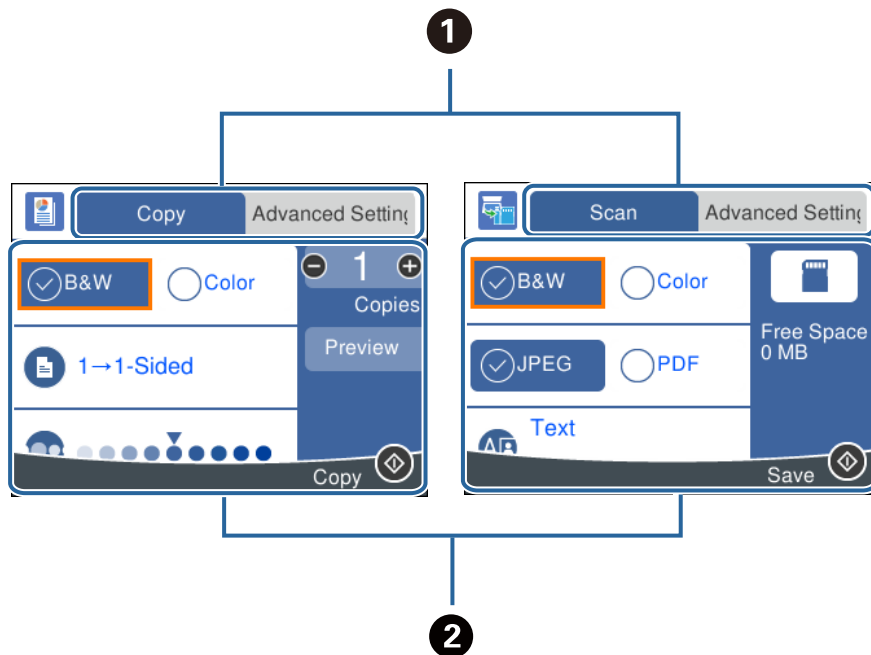 1
Copy Advanced Setting
B&W Color 1
Copies
1→1-Sided Preview
Copy
Scan Advanced Setting
B&W Color
JPEG PDF
Free Space
0 MB
Text
Save
2